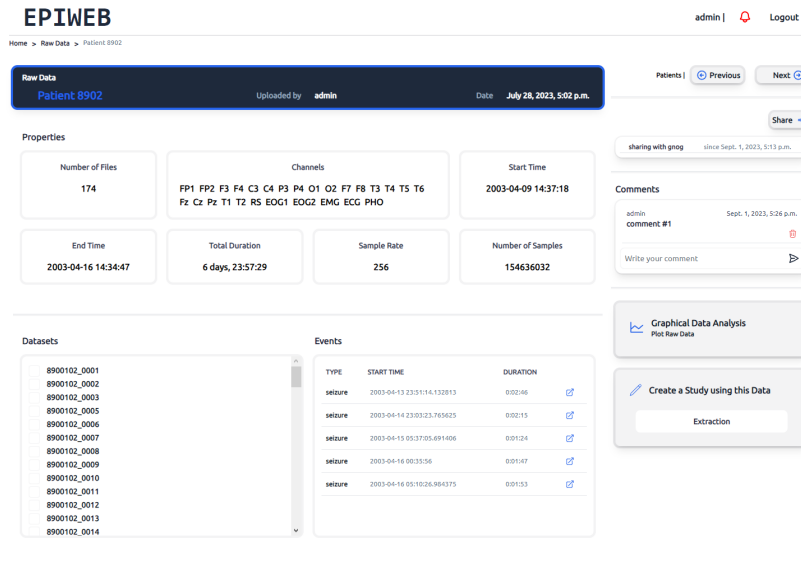 EPIWEB
admin |
Logout
Home > Raw Data > Patient 8902
Raw Data
Patient 8902
Uploaded by admin
Date July 28, 2023, 5:02 p.m.
Patients |
Previous
Next
Share
sharing with gnog since Sept. 1, 2023, 5:13 p.m.
Properties
Number of Files
174
Channels
FP1 FP2 F3 F4 C3 C4 P3 P4 O1 O2 F7 F8 T3 T4 T5 T6
Fz Cz Pz T1 T2 RS EOG1 EOG2 EMG ECG PHO
Start Time
2003-04-09 14:37:18
End Time
2003-04-16 14:34:47
Total Duration
6 days, 23:57:29
Sample Rate
256
Number of Samples
154636032
Comments
admin Sept. 1, 2023, 5:26 p.m.
comment #1
Write your comment
Graphical Data Analysis
Plot Raw Data
Create a Study using this Data
Extraction
Datasets
8900102_0001
8900102_0002
8900102_0003
8900102_0005
8900102_0006
8900102_0007
8900102_0008
8900102_0009
8900102_0010
8900102_0011
8900102_0012
8900102_0013
8900102_0014
Events
TYPE START TIME DURATION
seizure 2003-04-13 23:51:14.132813 0:02:46
seizure 2003-04-14 23:03:23.765625 0:02:15
seizure 2003-04-15 05:37:05.691406 0:01:24
seizure 2003-04-16 00:35:56 0:01:47
seizure 2003-04-16 05:10:26.984375 0:01:53